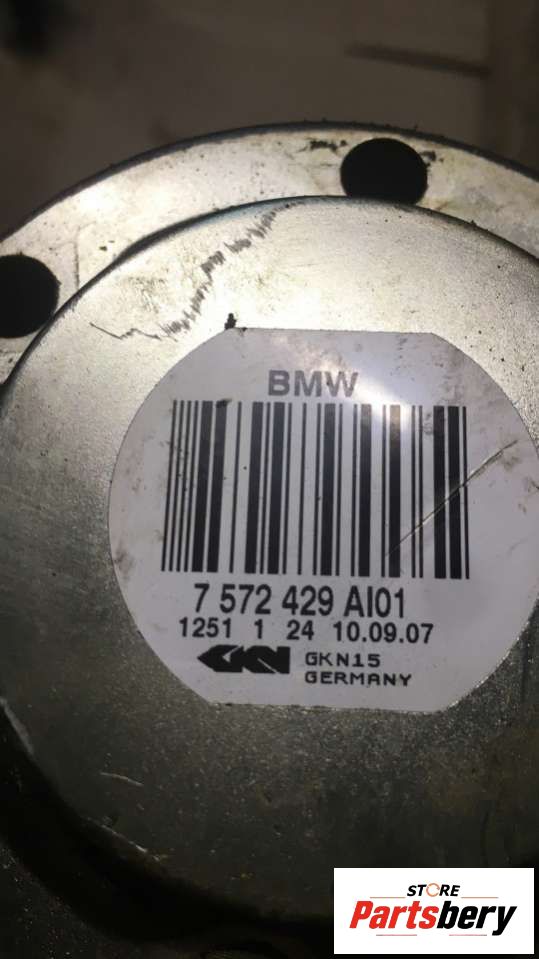 BMW
7 572 429 AI01
1251 1 24 10.09.07
GKN GKN15
GERMANY
STORE
Partsbery